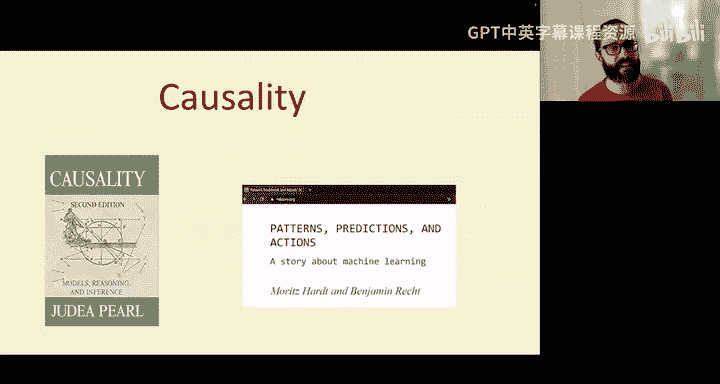 GPT中英字幕课程资源
bilibili
Causality
CAUSALITY
SECOND EDITION
MODELS, REASONING,
AND INFERENCE
JUDEA PEARL
PATTERNS, PREDICTIONS, AND
ACTIONS
A story about machine learning
Moritz Hardt and Benjamin Recht